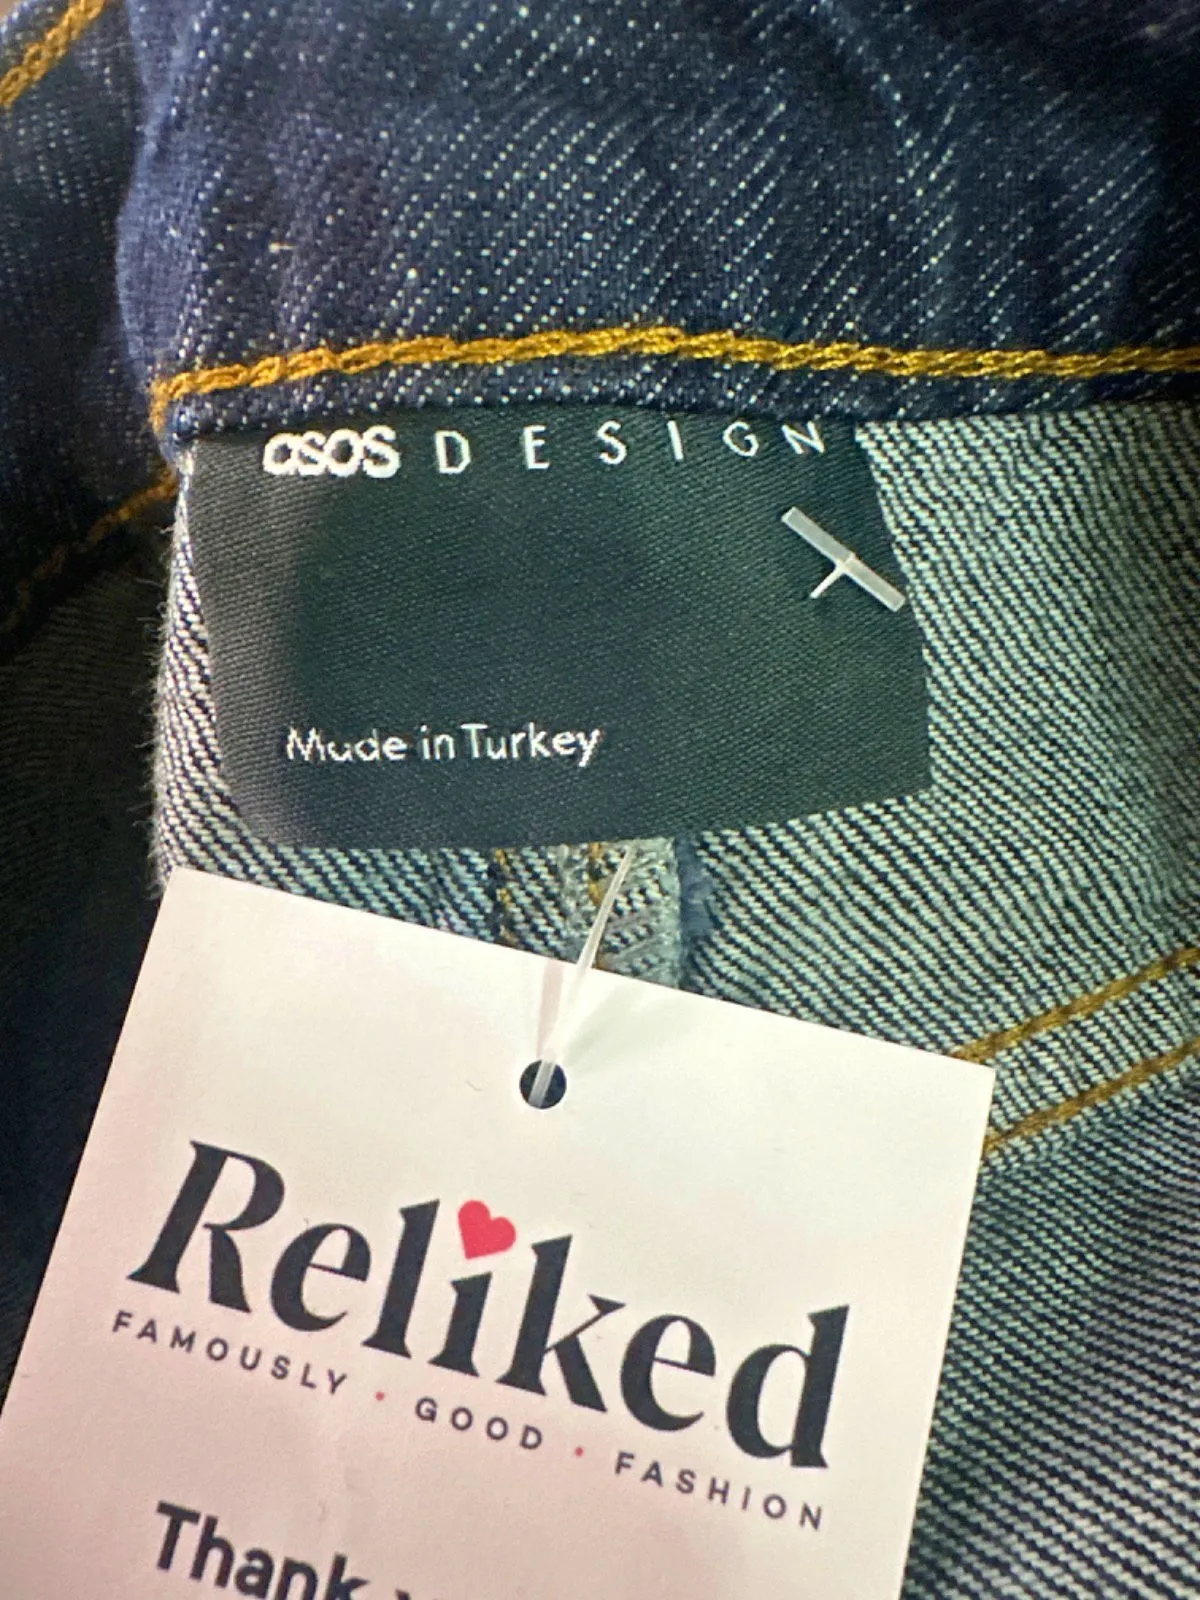 asos DESIGN
Made in Turkey
Reliked
FAMOUSLY · GOOD · FASHION
Thank